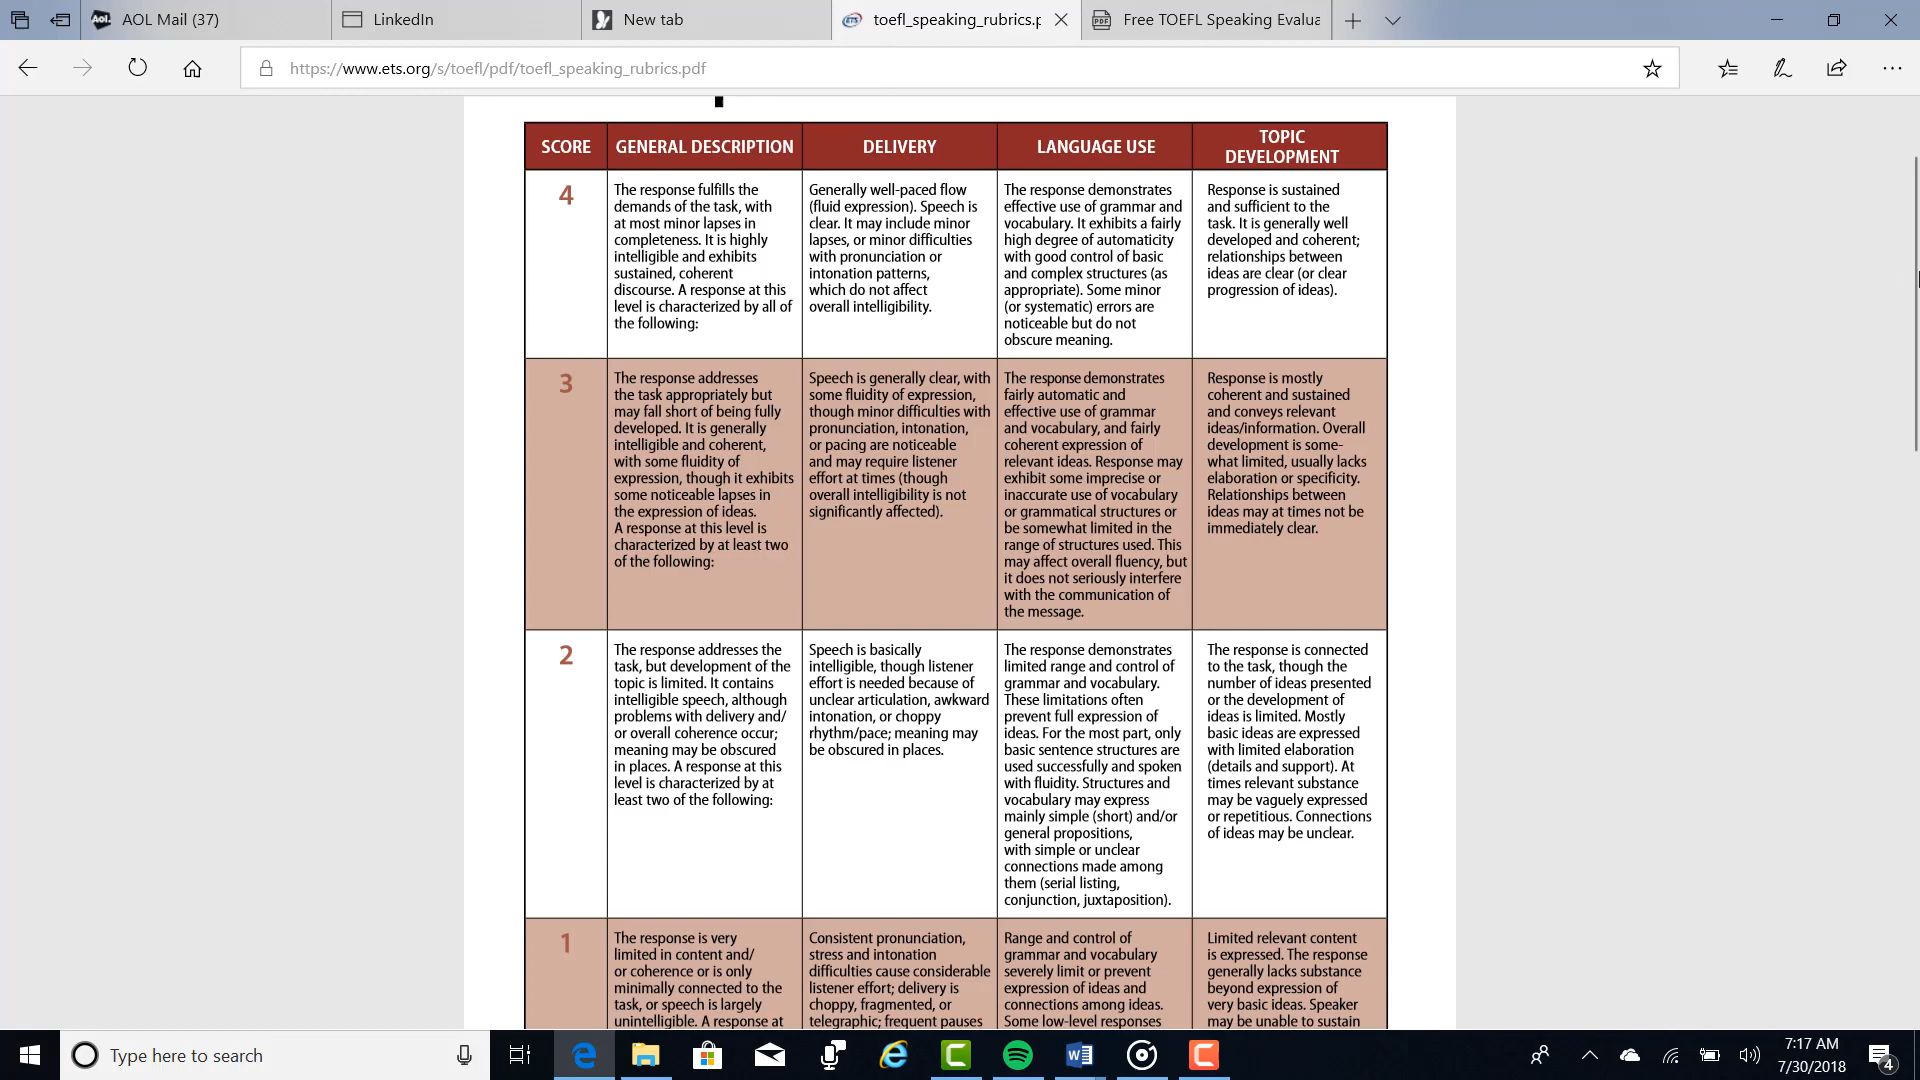 AOL Mail (37)
LinkedIn
New tab
toefl_speaking_rubrics.p
Free TOEFL Speaking Evalua
https://www.ets.org/s/toefl/pdf/toefl_speaking_rubrics.pdf
SCORE
GENERAL DESCRIPTION
DELIVERY
LANGUAGE USE
TOPIC
DEVELOPMENT
4
The response fulfills the
demands of the task, with
at most minor lapses in
completeness. It is highly
intelligible and exhibits
sustained, coherent
discourse. A response at this
level is characterized by all of
the following:
Generally well-paced flow
(fluid expression). Speech is
clear. It may include minor
lapses, or minor difficulties
with pronunciation or
intonation patterns,
which do not affect
overall intelligibility.
The response demonstrates
effective use of grammar and
vocabulary. It exhibits a fairly
high degree of automaticity
with good control of basic
and complex structures (as
appropriate). Some minor
(or systematic) errors are
noticeable but do not
obscure meaning.
Response is sustained
and sufficient to the
task. It is generally well
developed and coherent;
relationships between
ideas are clear (or clear
progression of ideas).
3
The response addresses
the task appropriately but
may fall short of being fully
developed. It is generally
intelligible and coherent,
with some fluidity of
expression, though it exhibits
some noticeable lapses in
the expression of ideas.
A response at this level is
characterized by at least two
of the following:
Speech is generally clear, with
some fluidity of expression,
though minor difficulties with
pronunciation, intonation,
or pacing are noticeable
and may require listener
effort at times (though
overall intelligibility is not
significantly affected).
The response demonstrates
fairly automatic and
effective use of grammar
and vocabulary, and fairly
coherent expression of
relevant ideas. Response may
exhibit some imprecise or
inaccurate use of vocabulary
or grammatical structures or
be somewhat limited in the
range of structures used. This
may affect overall fluency, but
it does not seriously interfere
with the communication of
the message.
Response is mostly
coherent and sustained
and conveys relevant
ideas/information. Overall
development is some-
what limited, usually lacks
elaboration or specificity.
Relationships between
ideas may at times not be
immediately clear.
2
The response addresses the
task, but development of the
topic is limited. It contains
intelligible speech, although
problems with delivery and/
or overall coherence occur;
meaning may be obscured
in places. A response at this
level is characterized by at
least two of the following:
Speech is basically
intelligible, though listener
effort is needed because of
unclear articulation, awkward
intonation, or choppy
rhythm/pace; meaning may
be obscured in places.
The response demonstrates
limited range and control of
grammar and vocabulary.
These limitations often
prevent full expression of
ideas. For the most part, only
basic sentence structures are
used successfully and spoken
with fluidity. Structures and
vocabulary may express
mainly simple (short) and/or
general propositions,
with simple or unclear
connections made among
them (serial listing,
conjunction, juxtaposition).
The response is connected
to the task, though the
number of ideas presented
or the development of
ideas is limited. Mostly
basic ideas are expressed
with limited elaboration
(details and support). At
times relevant substance
may be vaguely expressed
or repetitious. Connections
of ideas may be unclear.
1
The response is very
limited in content and/
or coherence or is only
minimally connected to the
task, or speech is largely
unintelligible. A response at
Consistent pronunciation,
stress and intonation
difficulties cause considerable
listener effort; delivery is
choppy, fragmented, or
telegraphic; frequent pauses
Range and control of
grammar and vocabulary
severely limit or prevent
expression of ideas and
connections among ideas.
Some low-level responses
Limited relevant content
is expressed. The response
generally lacks substance
beyond expression of
very basic ideas. Speaker
may be unable to sustain
Type here to search
7:17 AM
7/30/2018
4